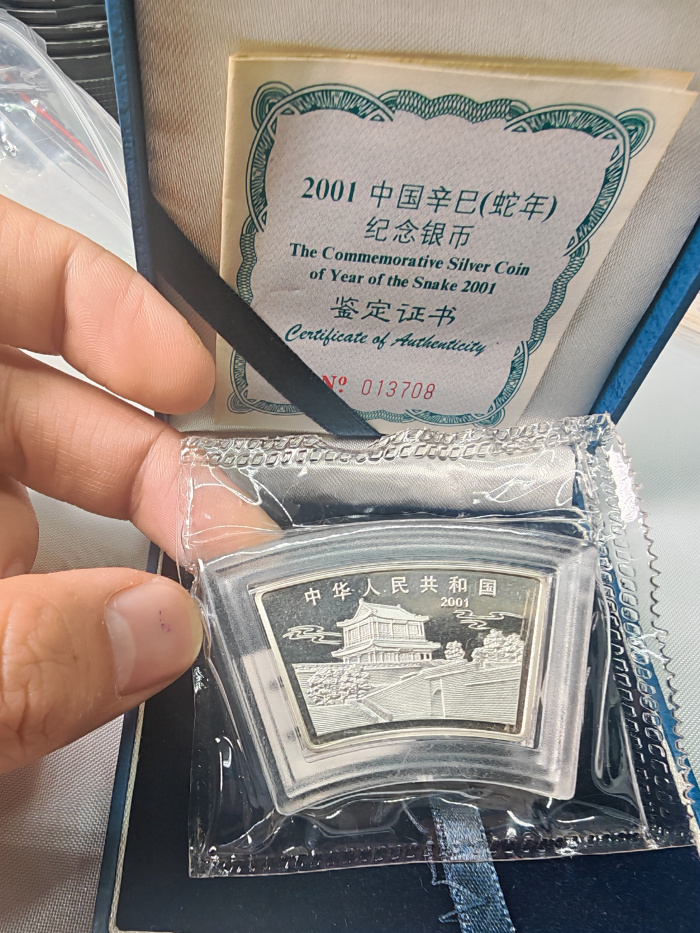 2001 中国辛巳(蛇年)
纪念银币
The Commemorative Silver Coin
of Year of the Snake 2001
鉴定证书
Certificate of Authenticity
Nº 013708
中华人民共和国
2001